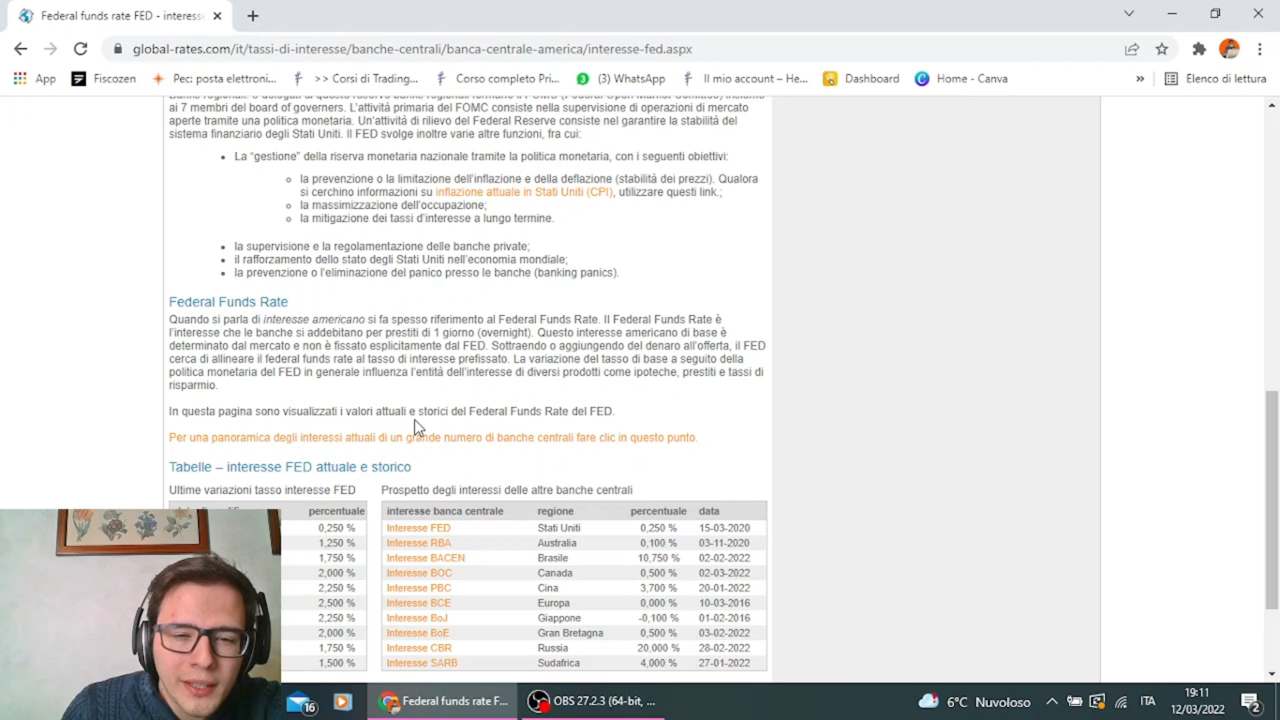 Federal funds rate FED - interess
global-rates.com/it/tassi-di-interesse/banche-centrali/banca-centrale-america/interesse-fed.aspx
App Fiscozen Pec: posta elettroni... >> Corsi di Trading... Corso completo Pri... (3) WhatsApp Il mio account – He... Dashboard Home - Canva » Elenco di lettura
ai 7 membri del board of governers. L'attività primaria del FOMC consiste nella supervisione di operazioni di mercato
aperte tramite una politica monetaria. Un'attività di rilievo del Federal Reserve consiste nel garantire la stabilità del
sistema finanziario degli Stati Uniti. Il FED svolge inoltre varie altre funzioni, fra cui:
La "gestione" della riserva monetaria nazionale tramite la politica monetaria, con i seguenti obiettivi:
la prevenzione o la limitazione dell'inflazione e della deflazione (stabilità dei prezzi). Qualora
si cerchino informazioni su inflazione attuale in Stati Uniti (CPI), utilizzare questi link.;
la massimizzazione dell'occupazione;
la mitigazione dei tassi d'interesse a lungo termine.
la supervisione e la regolamentazione delle banche private;
il rafforzamento dello stato degli Stati Uniti nell'economia mondiale;
la prevenzione o l'eliminazione del panico presso le banche (banking panics).
Federal Funds Rate
Quando si parla di interesse americano si fa spesso riferimento al Federal Funds Rate. Il Federal Funds Rate è
l'interesse che le banche si addebitano per prestiti di 1 giorno (overnight). Questo interesse americano di base è
determinato dal mercato e non è fissato esplicitamente dal FED. Sottraendo o aggiungendo del denaro all'offerta, il FED
cerca di allineare il federal funds rate al tasso di interesse prefissato. La variazione del tasso di base a seguito della
politica monetaria del FED in generale influenza l'entità dell'interesse di diversi prodotti come ipoteche, prestiti e tassi di
risparmio.
In questa pagina sono visualizzati i valori attuali e storici del Federal Funds Rate del FED.
Per una panoramica degli interessi attuali di un grande numero di banche centrali fare clic in questo punto.
Tabelle – interesse FED attuale e storico
Ultime variazioni tasso interesse FED
percentuale
0,250 %
1,250 %
1,750 %
2,000 %
2,250 %
2,500 %
2,250 %
2,000 %
1,750 %
1,500 %
Prospetto degli interessi delle altre banche centrali
interesse banca centrale regione percentuale data
Interesse FED Stati Uniti 0,250 % 15-03-2020
Interesse RBA Australia 0,100 % 03-11-2020
Interesse BACEN Brasile 10,750 % 02-02-2022
Interesse BOC Canada 0,500 % 02-03-2022
Interesse PBC Cina 3,700 % 20-01-2022
Interesse BCE Europa 0,000 % 10-03-2016
Interesse BoJ Giappone -0,100 % 01-02-2016
Interesse BoE Gran Bretagna 0,500 % 03-02-2022
Interesse CBR Russia 20,000 % 28-02-2022
Interesse SARB Sudafrica 4,000 % 27-01-2022
16 Federal funds rate F... OBS 27.2.3 (64-bit, ... 6°C Nuvoloso ITA 19:11
12/03/2022 2